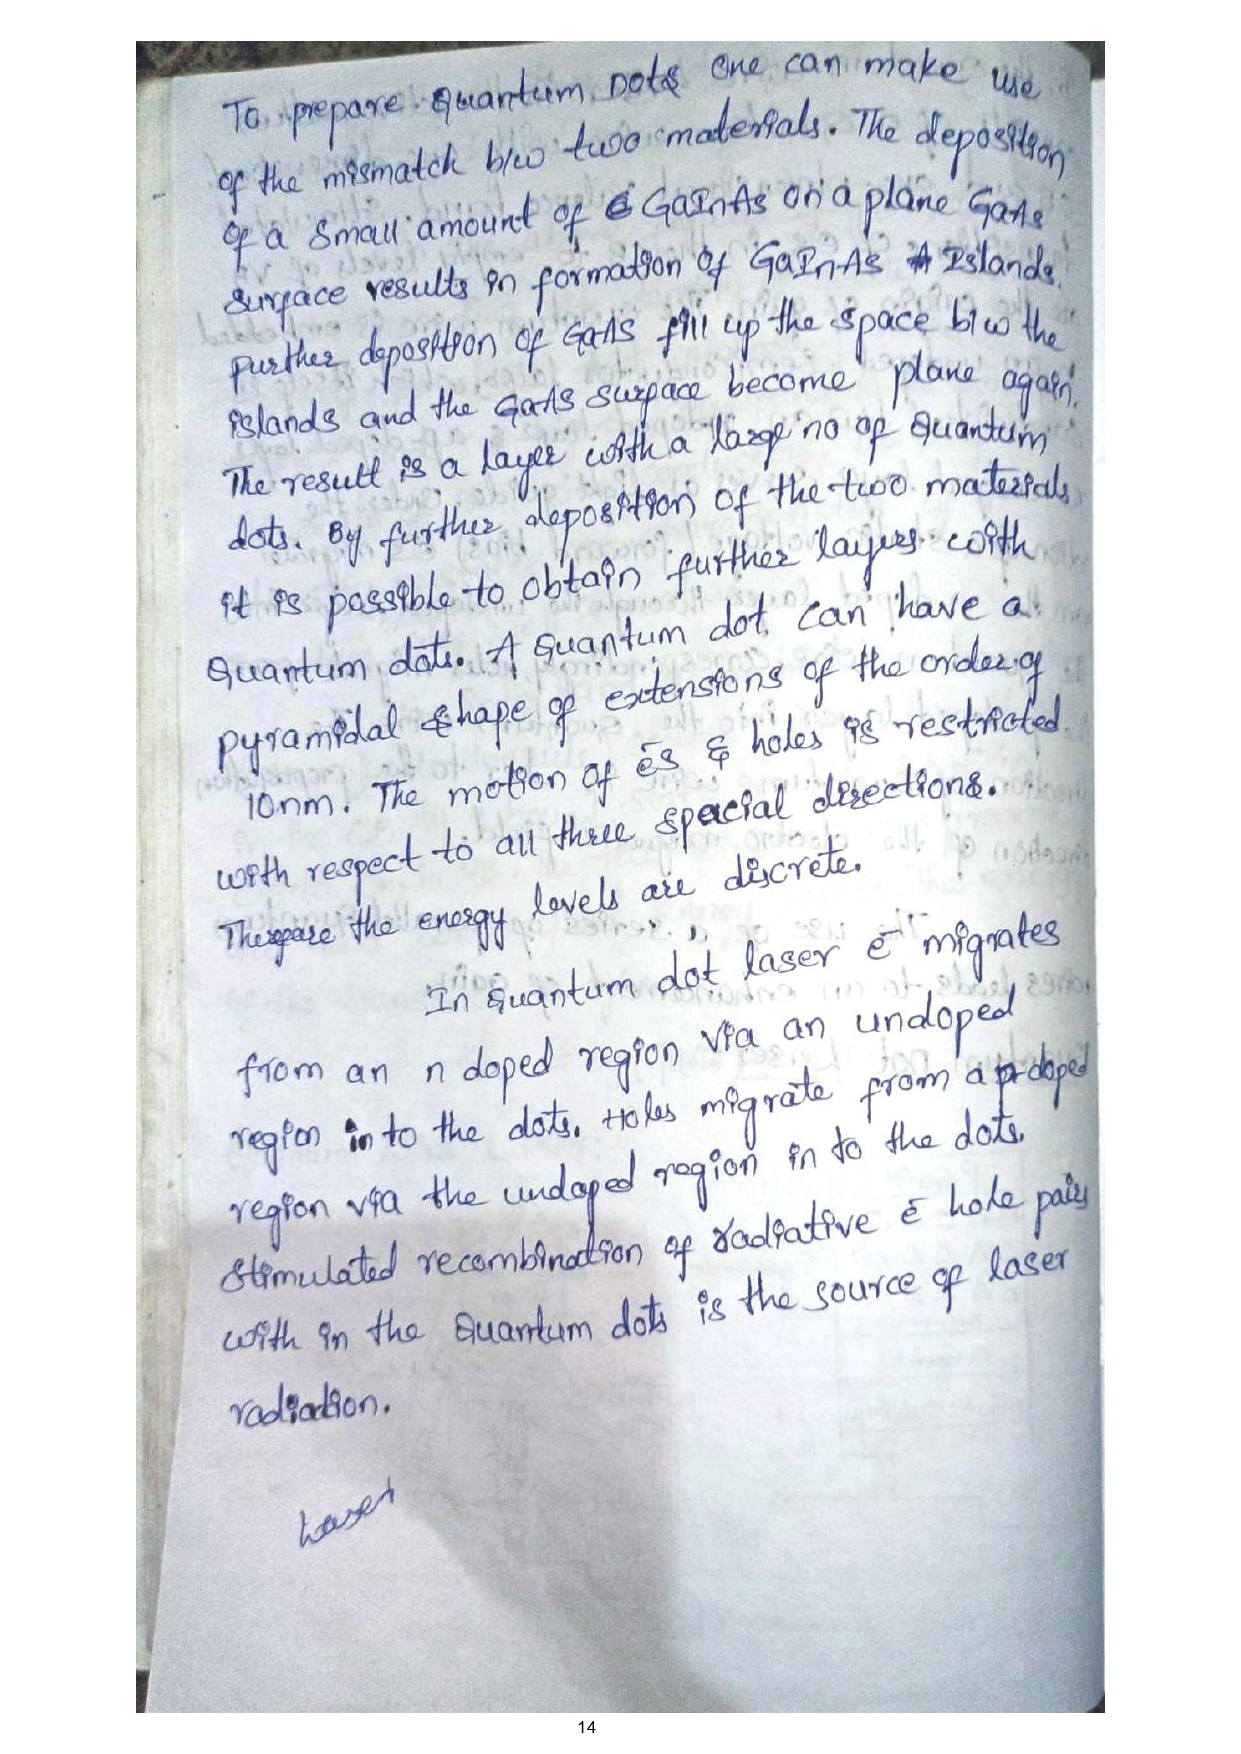 To prepare Quantum Dots One can make use
of the mismatch b/w two materials. The deposition
of a small amount of GaInAs on a plane GaAs
surface results in formation of GaInAs Islands.
Further deposition of GaAs fill up the space b/w the
islands and the GaAs surface become plane again.
The result is a layer with a large no of Quantum
dots. By further deposition of the two materials
it is possible to obtain further layers with
Quantum dots. A Quantum dot can have a
pyramidal shape of extensions of the order of
10nm. The motion of ēs & holes is restricted
with respect to all three spacial directions.
Therefore the energy levels are discrete.
In Quantum dot laser ē migrates
from an n doped region via an undoped
region in to the dots. Holes migrate from a p-doped
region via the undoped region in to the dots.
Stimulated recombination of radiative ē hole pairs
with in the Quantum dots is the source of laser
radiation.
Laser
14